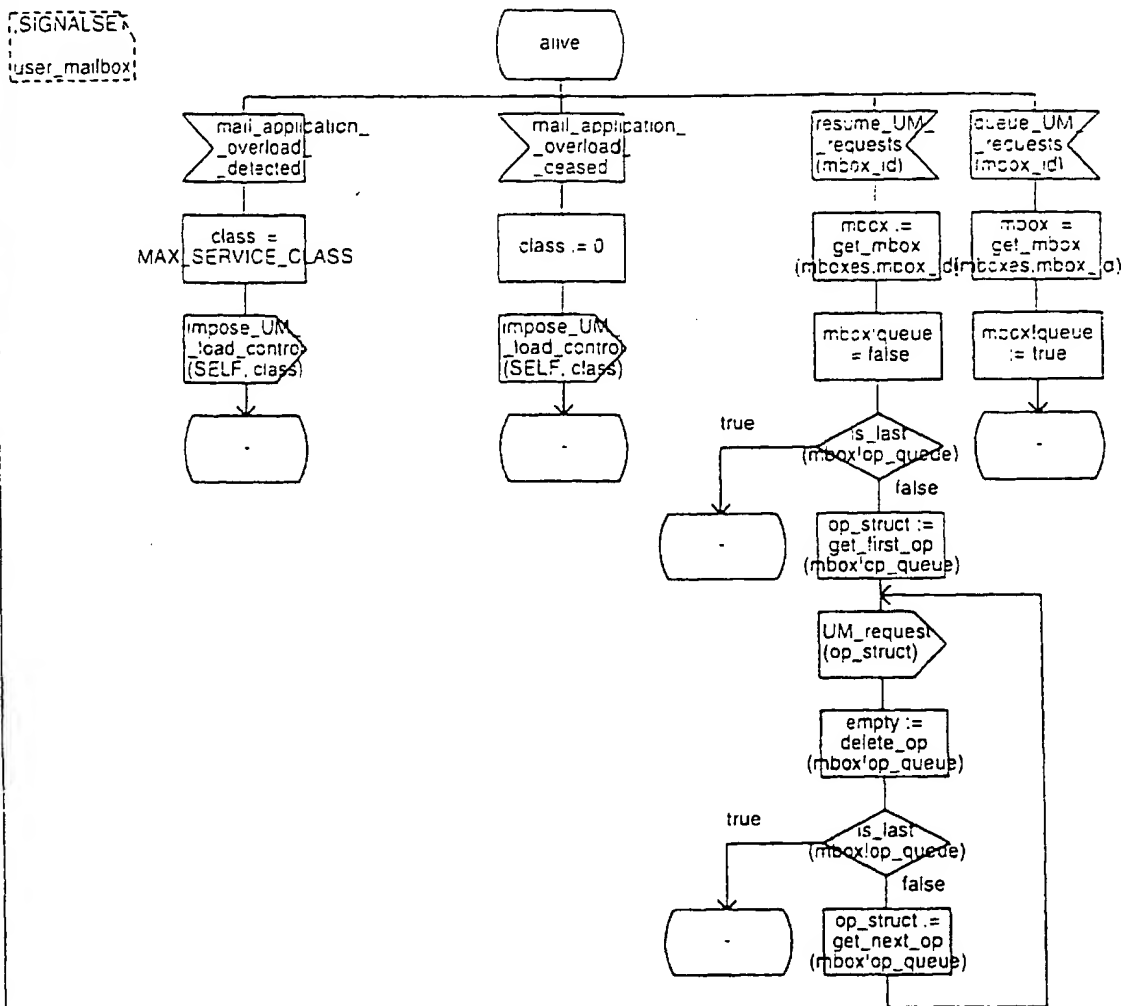 SIGNALSET
user_mailbox
alive
mail_application_
_overload_
_detected
class =
MAX_SERVICE_CLASS
impose_UM_
_load_contro
(SELF, class)
-
mail_application_
_overload_
_ceased
class := 0
impose_UM_
_load_contro
(SELF, class)
-
resume_UM_
_requests
(mbox_id)
mbox :=
get_mbox
(mboxes,mbox_id)
mbox!queue
= false
is_last
(mbox!op_queue)
true
-
false
op_struct :=
get_first_op
(mbox!op_queue)
UM_request
(op_struct)
empty :=
delete_op
(mbox!op_queue)
is_last
(mbox!op_queue)
true
-
false
op_struct :=
get_next_op
(mbox!op_queue)
queue_UM_
_requests
(mbox_id)
mbox =
get_mbox
(mboxes,mbox_id)
mbox!queue
:= true
-